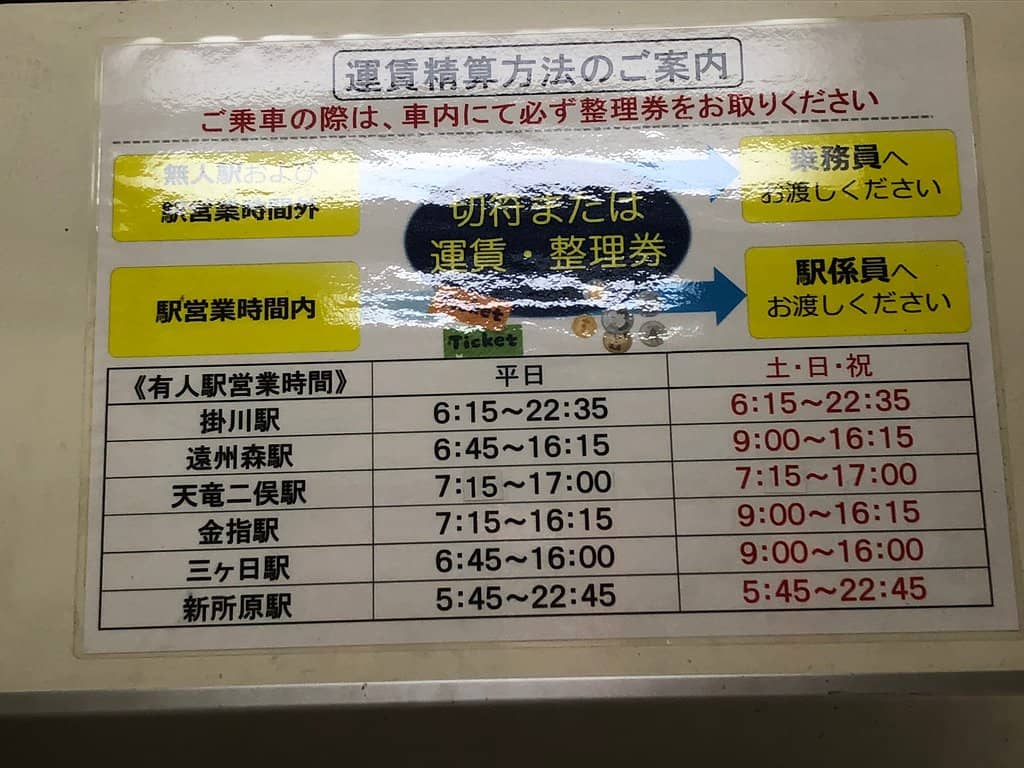 運賃精算方法のご案内
ご乗車の際は、車内にて必ず整理券をお取りください
無人駅および
駅営業時間外
切符または
運賃・整理券
乗務員へ
お渡しください
駅営業時間内
駅係員へ
お渡しください
Ticket
《有人駅営業時間》 平日 土・日・祝
掛川駅 6:15～22:35 6:15～22:35
遠州森駅 6:45～16:15 9:00～16:15
天竜二俣駅 7:15～17:00 7:15～17:00
金指駅 7:15～16:15 9:00～16:15
三ヶ日駅 6:45～16:00 9:00～16:00
新所原駅 5:45～22:45 5:45～22:45